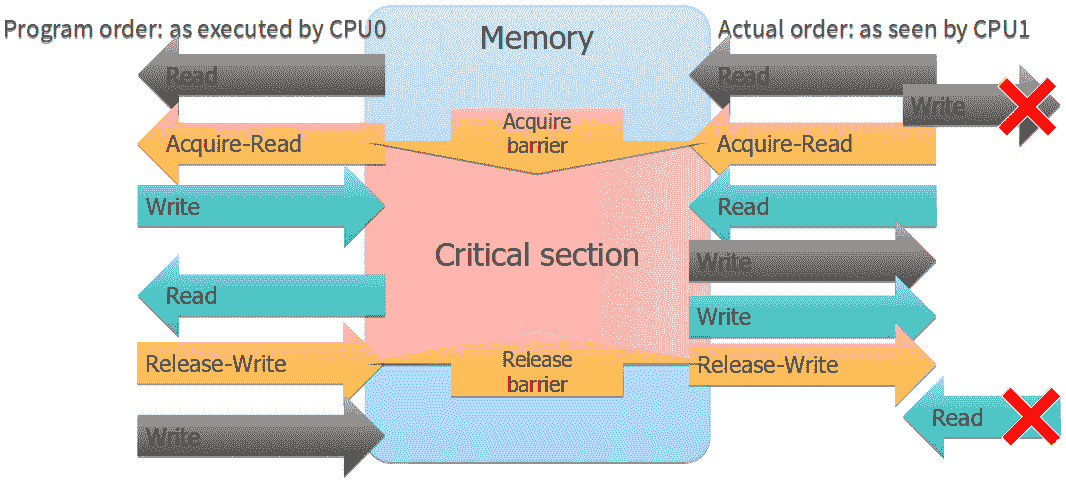 Program order: as executed by CPU0
Memory
Actual order: as seen by CPU1
Read
Read
Write
Acquire-Read
Acquire
barrier
Acquire-Read
Write
Read
Critical section
Write
Read
Write
Release-Write
Release
barrier
Release-Write
Read
Write